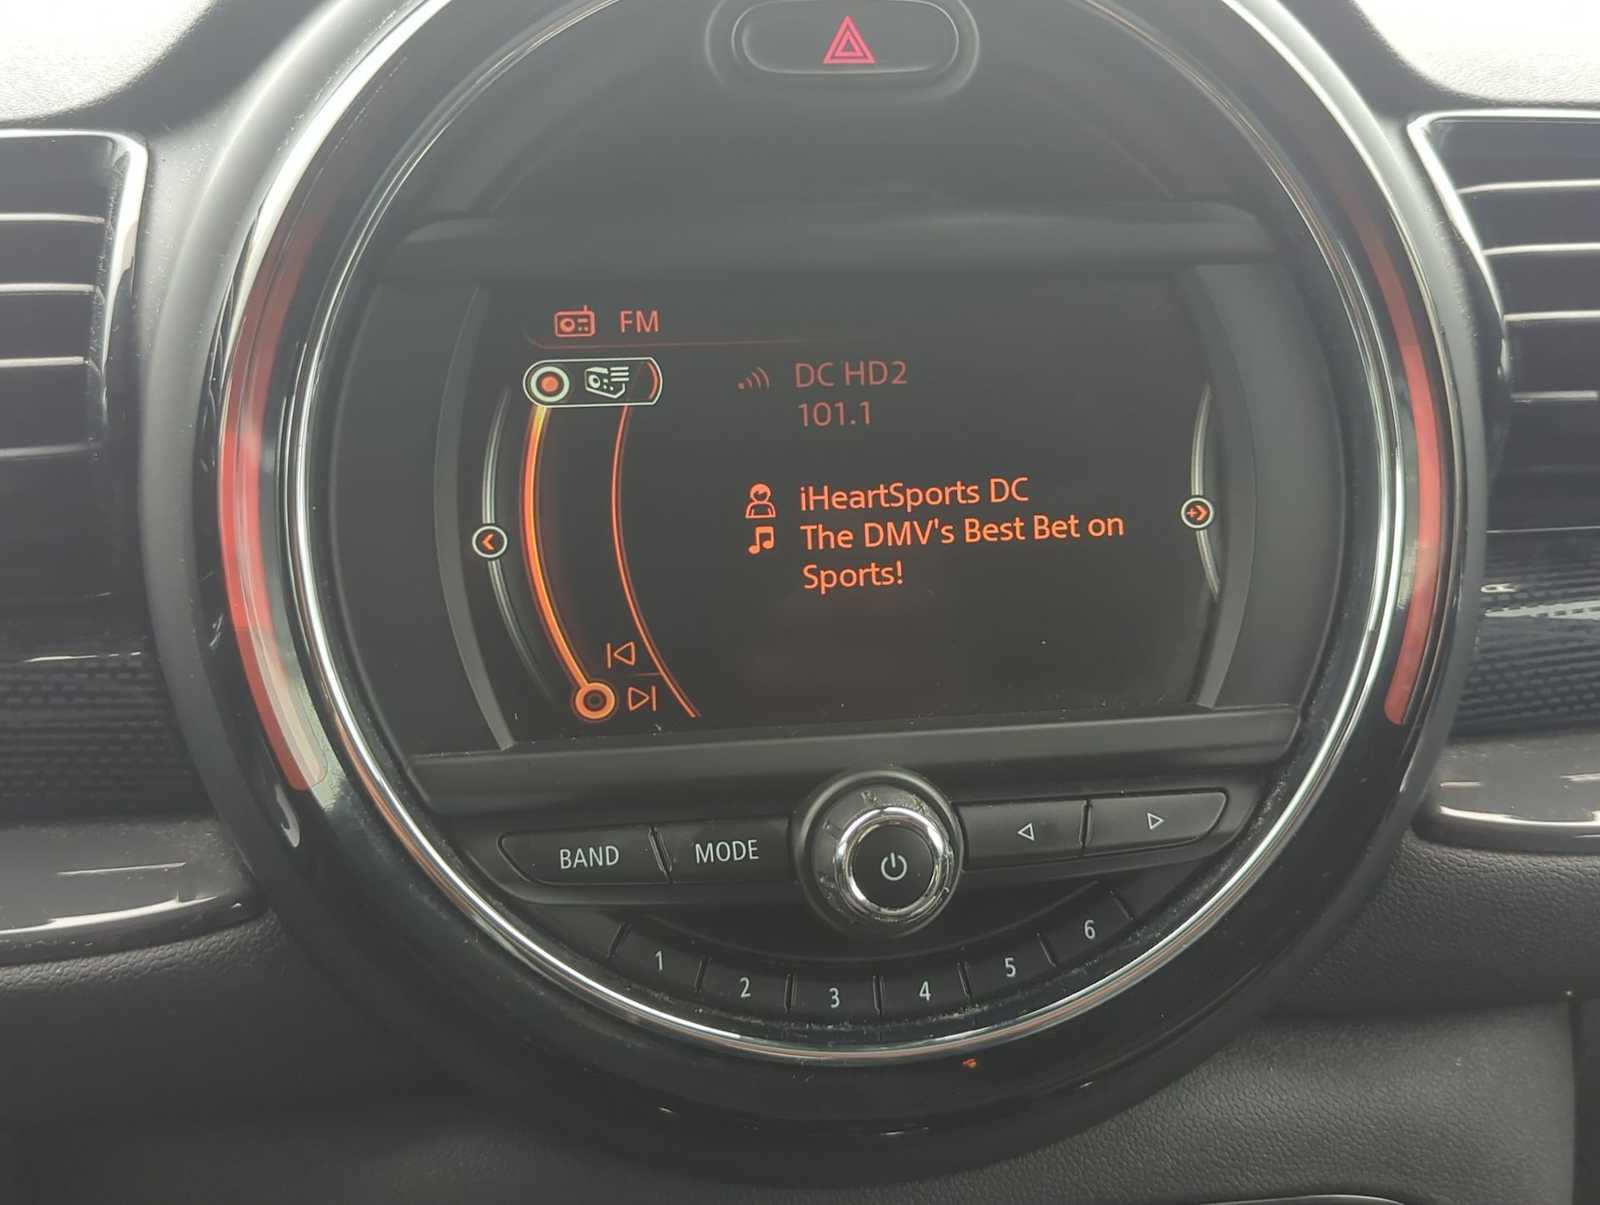 FM
DC HD2
101.1
iHeartSports DC
The DMV's Best Bet on
Sports!
BAND
MODE
1
2
3
4
5
6